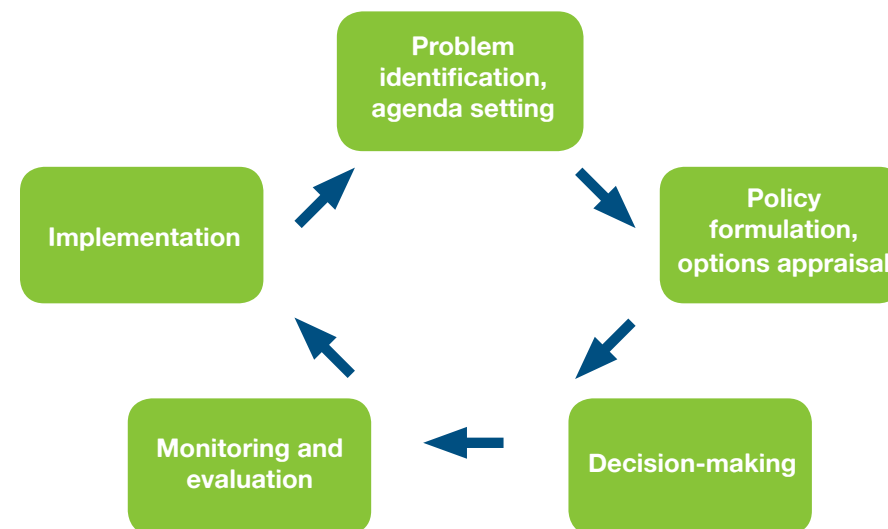 Problem
identification,
agenda setting
Policy
formulation,
options appraisal
Decision-making
Monitoring and
evaluation
Implementation